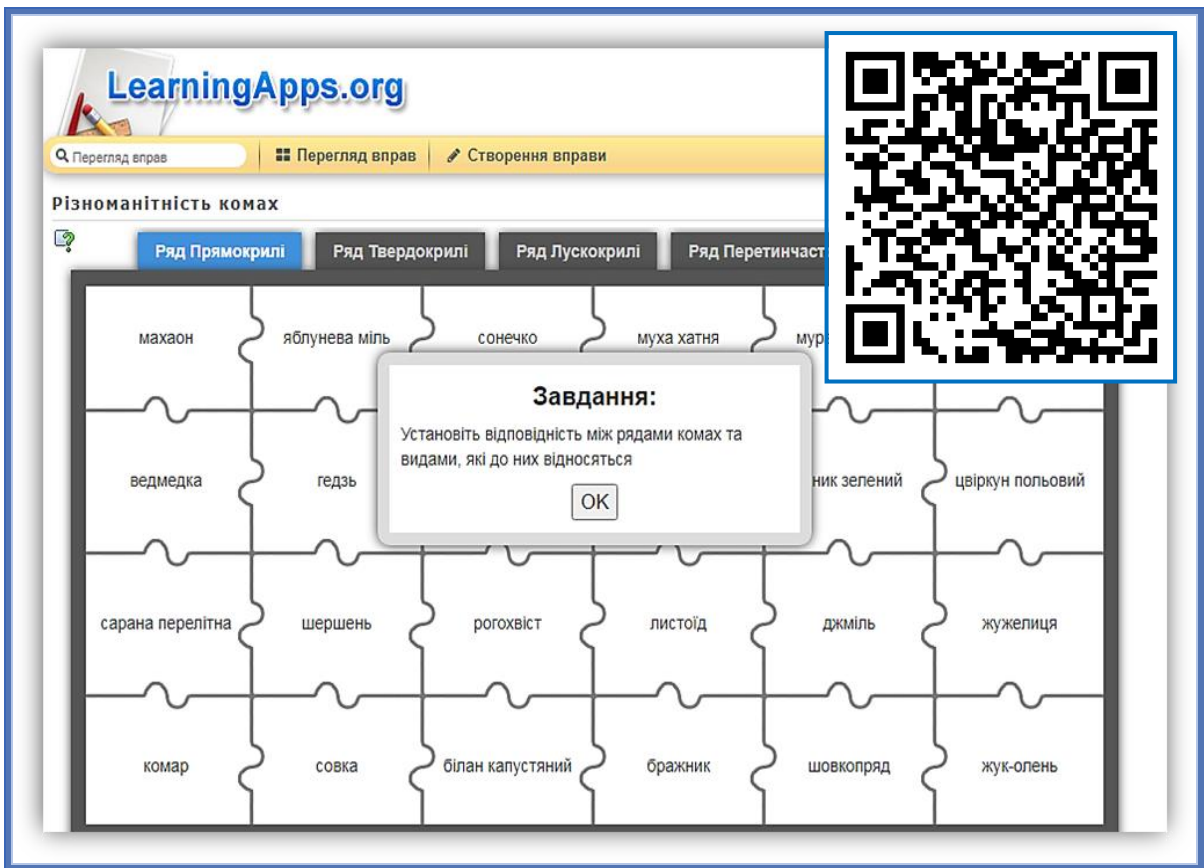 LearningApps.org
Перегляд вправ
Перегляд вправ
Створення вправи
Різноманітність комах
Ряд Прямокрилі
Ряд Твердокрилі
Ряд Лускокрилі
Ряд
махаон
яблунева міль
сонечко
муха хатня
Завдання:
Установіть відповідність між рядами комах та
видами, які до них відносяться
OK
ведмедка
гедзь
зелений
цвіркун польовий
сарана перелітна
шершень
рогохвіст
листоїд
джміль
жужелиця
комар
совка
білан капустяний
бражник
шовкопряд
жук-олень